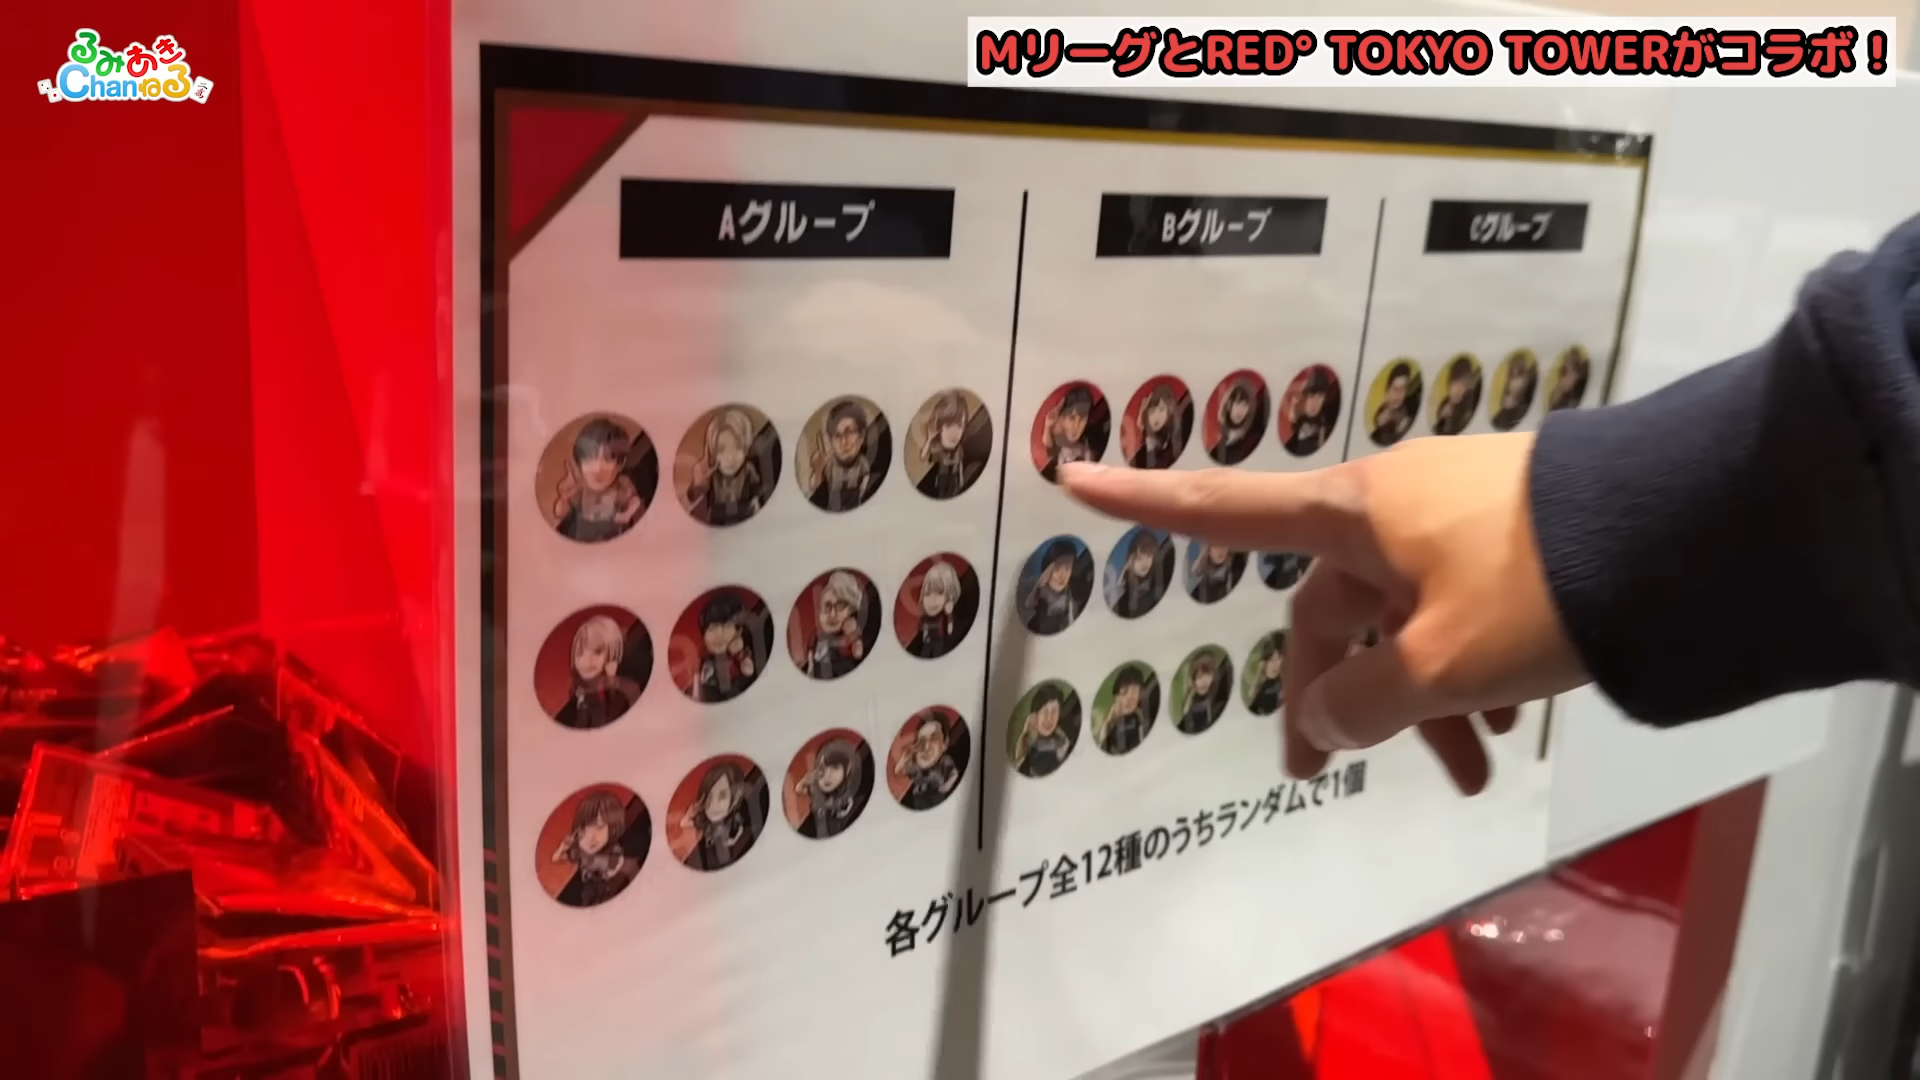 るみあき
Chanねる
MリーグとRED° TOKYO TOWERがコラボ！
Aグループ
Bグループ
Cグループ
各グループ全12種のうちランダムで1個